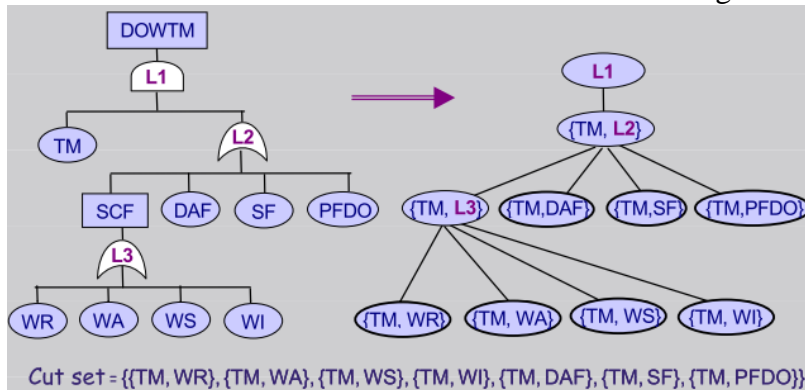 DOWTM
L1
L1
TM
L2
{TM, L2}
SCF
DAF
SF
PFDO
{TM, L3}
{TM,DAF}
{TM,SF}
{TM,PFDO}
L3
WR
WA
WS
WI
{TM, WR}
{TM, WA}
{TM, WS}
{TM, WI}
Cut set = {{TM, WR}, {TM, WA}, {TM, WS}, {TM, WI}, {TM, DAF}, {TM, SF}, {TM, PFDO}}